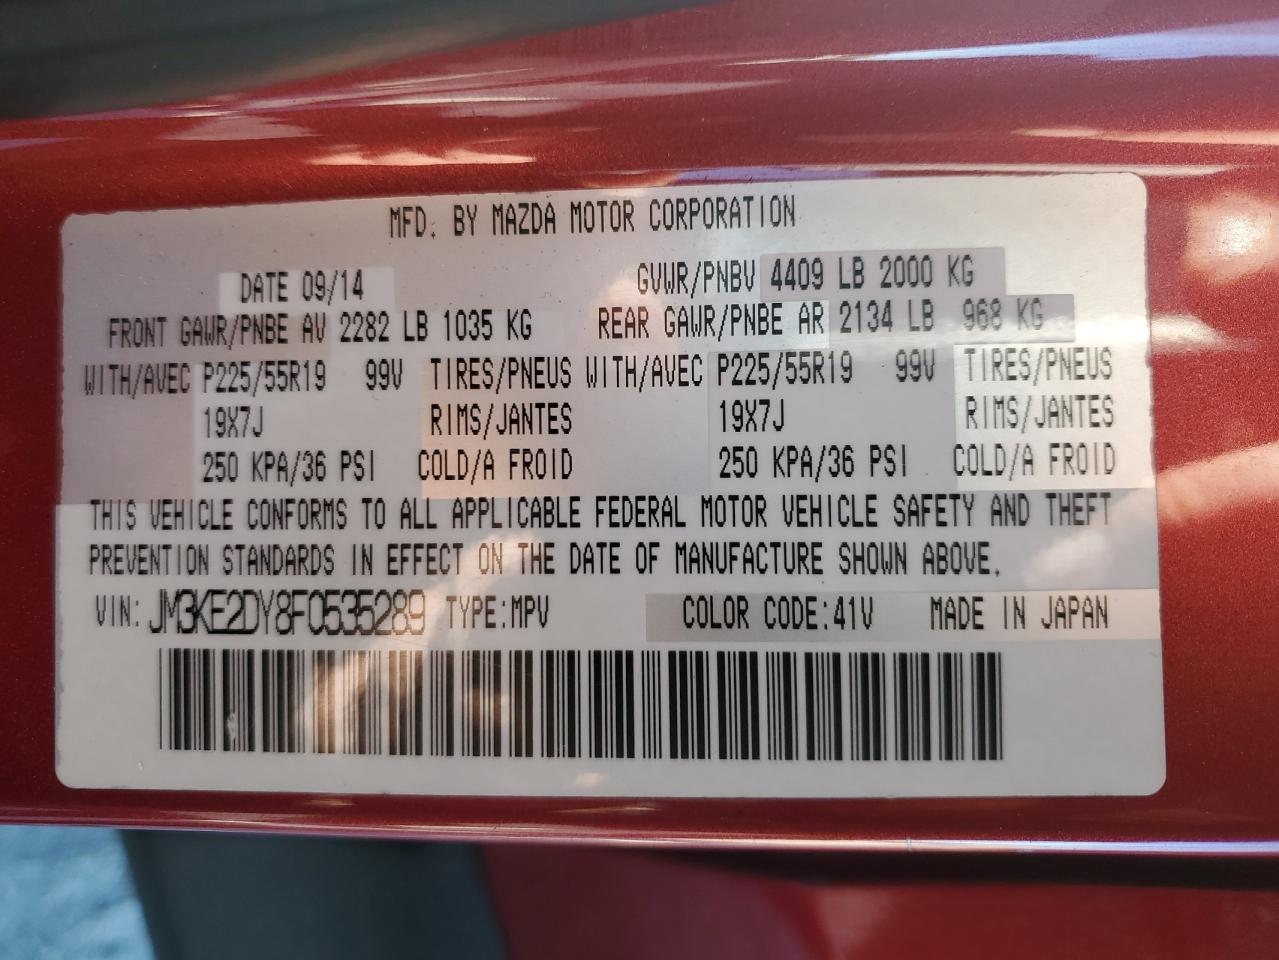 MFD. BY MAZDA MOTOR CORPORATION
DATE 09/14 GVWR/PNBV 4409 LB 2000 KG
FRONT GAWR/PNBE AV 2282 LB 1035 KG REAR GAWR/PNBE AR 2134 LB 968 KG
WITH/AVEC P225/55R19 99V TIRES/PNEUS WITH/AVEC P225/55R19 99V TIRES/PNEUS
19X7J RIMS/JANTES 19X7J RIMS/JANTES
250 KPA/36 PSI COLD/A FROID 250 KPA/36 PSI COLD/A FROID
THIS VEHICLE CONFORMS TO ALL APPLICABLE FEDERAL MOTOR VEHICLE SAFETY AND THEFT
PREVENTION STANDARDS IN EFFECT ON THE DATE OF MANUFACTURE SHOWN ABOVE.
VIN: JM3KE2DY8F0535289 TYPE:MPV COLOR CODE:41V MADE IN JAPAN